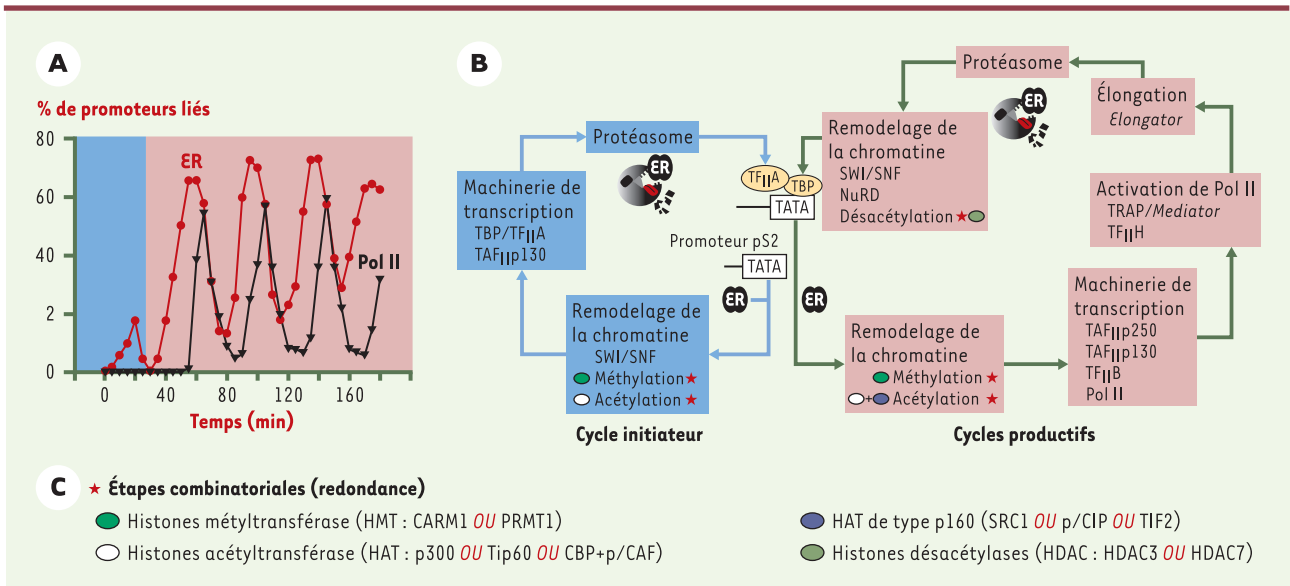 A
% de promoteurs liés
80
60
40
2
0
ER
Pol II
0
40
80
120
160
Temps (min)
B
Protéasome
ER
Machinerie de
transcription
TBP/TFIIA
TAFIIp130
Remodelage de
la chromatine
SWI/SNF
Méthylation ★
Acétylation ★
Cycle initiateur
TFIIA
TBP
TATA
Promoteur pS2
TATA
ER
ER
Protéasome
ER
Remodelage de
la chromatine
SWI/SNF
NuRD
Désacétylation ★
Élongation
Elongator
Activation de Pol II
TRAP/Mediator
TFIIH
Machinerie de
transcription
TAFIIp250
TAFIIp130
TFIIB
Pol II
Remodelage de
la chromatine
Méthylation ★
+ Acétylation ★
Cycles productifs
C
★ Étapes combinatoriales (redondance)
Histones métyltransférase (HMT : CARM1 OU PRMT1)
Histones acétyltransférase (HAT : p300 OU Tip60 OU CBP+p/CAF)
HAT de type p160 (SRC1 OU p/CIP OU TIF2)
Histones désacétylases (HDAC : HDAC3 OU HDAC7)